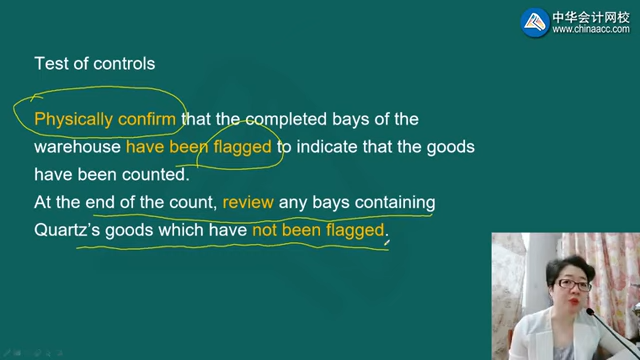 中华会计网校
www.chinaacc.com
Test of controls
Physically confirm that the completed bays of the
warehouse have been flagged to indicate that the goods
have been counted.
At the end of the count, review any bays containing
Quartz's goods which have not been flagged.